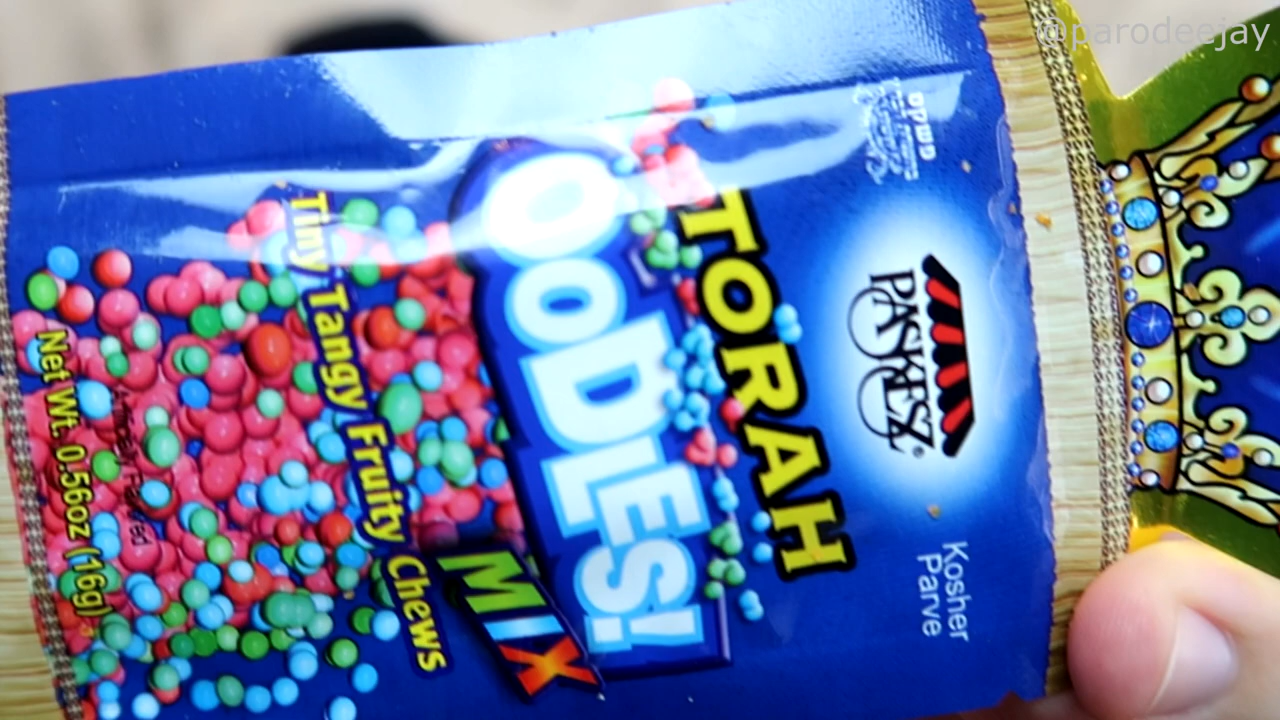 @parodeejay
PASKESZ®
Kosher
Parve
TORAH
OODLES!
MIX
Tiny Tangy Fruity Chews
Net Wt. 0.56oz (16g)